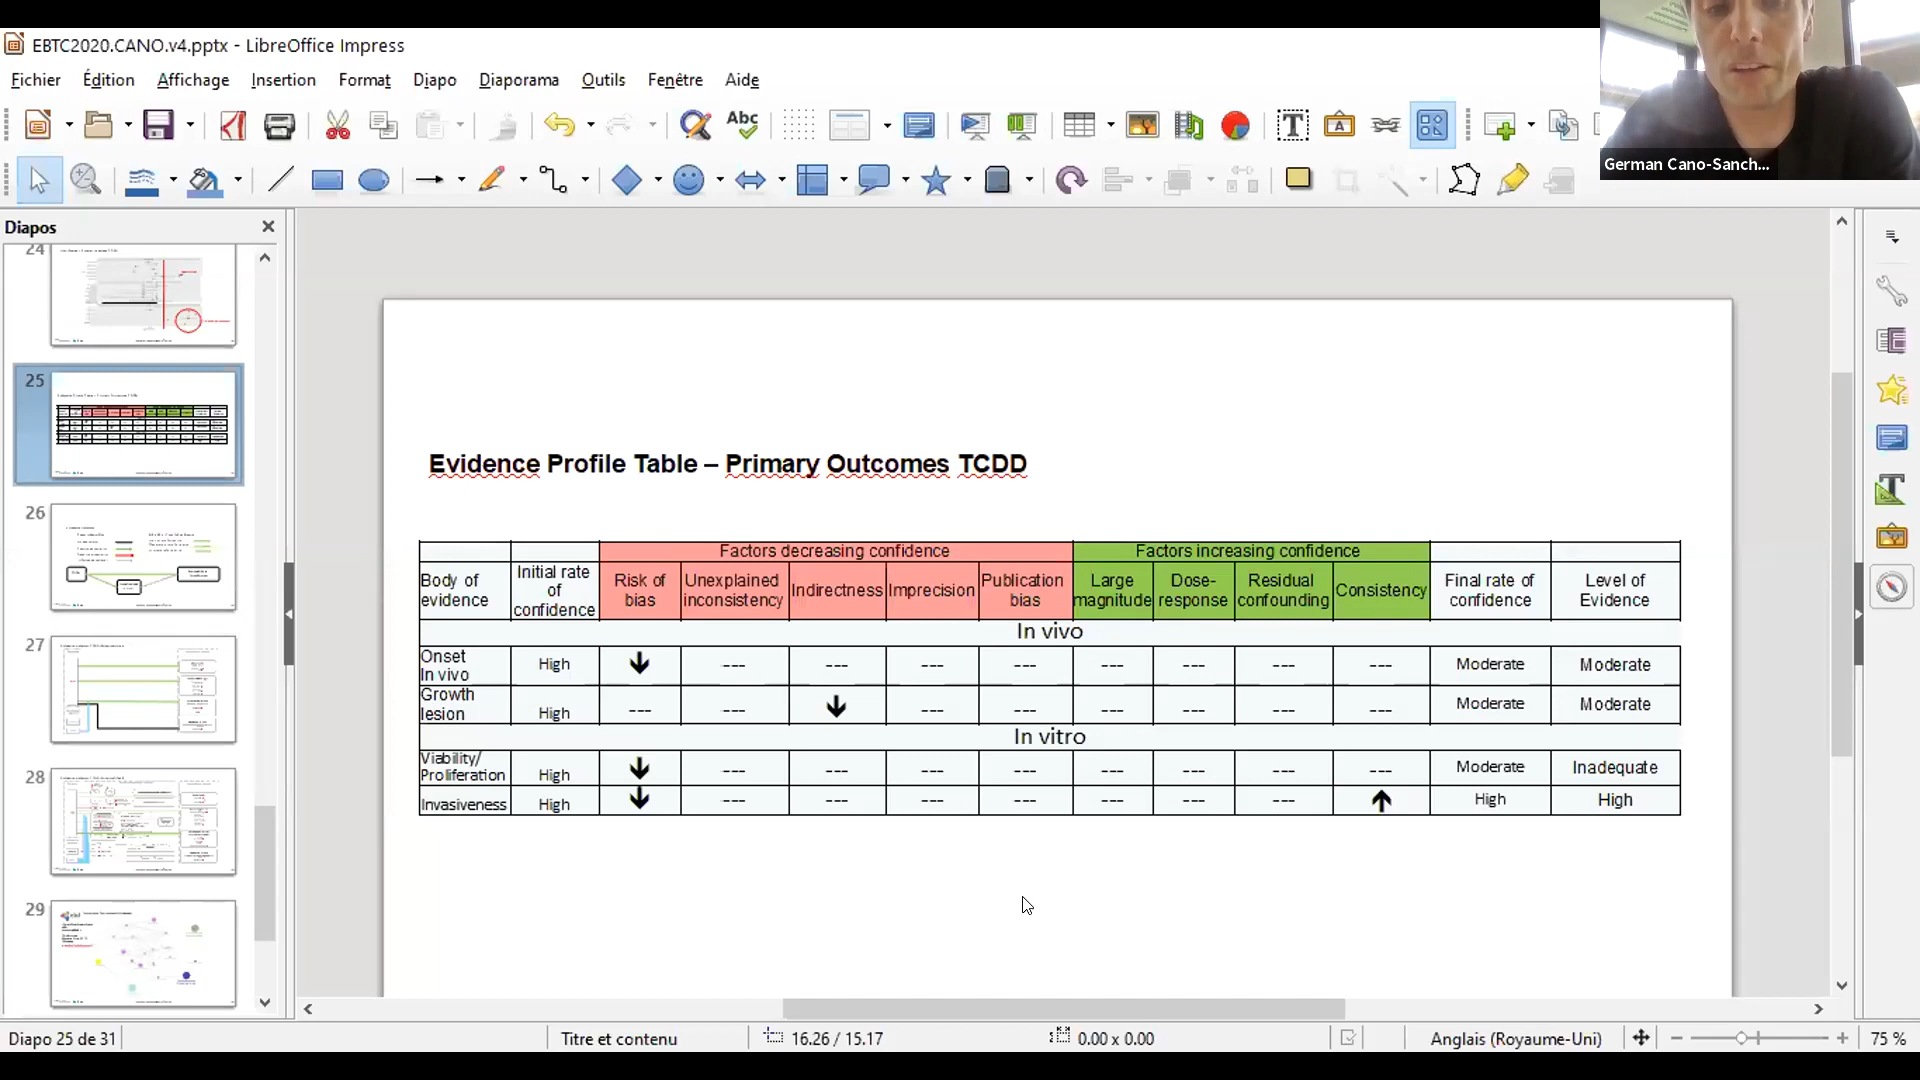 EBTC2020.CANO.v4.pptx - LibreOffice Impress
Fichier Édition Affichage Insertion Format Diapo Diaporama Outils Fenêtre Aide
Abc
German Cano-Sanch...
Diapos
24
25
26
27
28
29
Evidence Profile Table – Primary Outcomes TCDD
Factors decreasing confidence Factors increasing confidence
Body of evidence Initial rate of confidence Risk of bias Unexplained inconsistency Indirectness Imprecision Publication bias Large magnitude Dose-response Residual confounding Consistency Final rate of confidence Level of Evidence
In vivo
Onset In vivo High ↓ --- --- --- --- --- --- --- --- Moderate Moderate
Growth lesion High --- --- ↓ --- --- --- --- --- --- Moderate Moderate
In vitro
Viability/ Proliferation High ↓ --- --- --- --- --- --- --- --- Moderate Inadequate
Invasiveness High ↓ --- --- --- --- --- --- --- ↑ High High
Diapo 25 de 31 Titre et contenu 16.26 / 15.17 0.00 x 0.00 Anglais (Royaume-Uni) 75 %